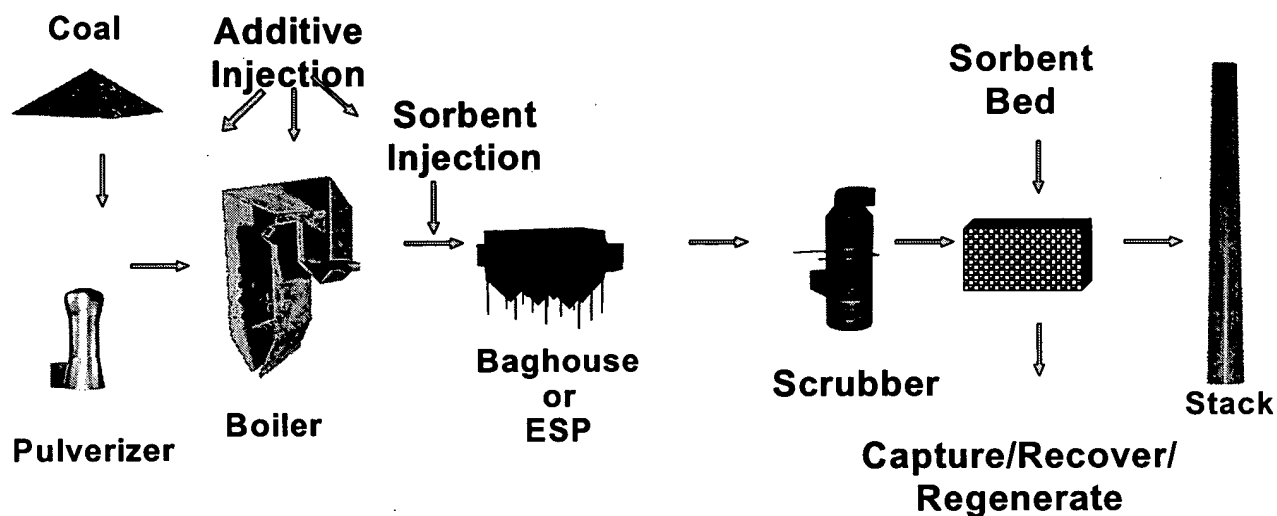 Coal
Additive
Injection
Sorbent
Injection
Sorbent
Bed
Baghouse
or
ESP
Scrubber
Stack
Boiler
Pulverizer
Capture/Recover/
Regenerate